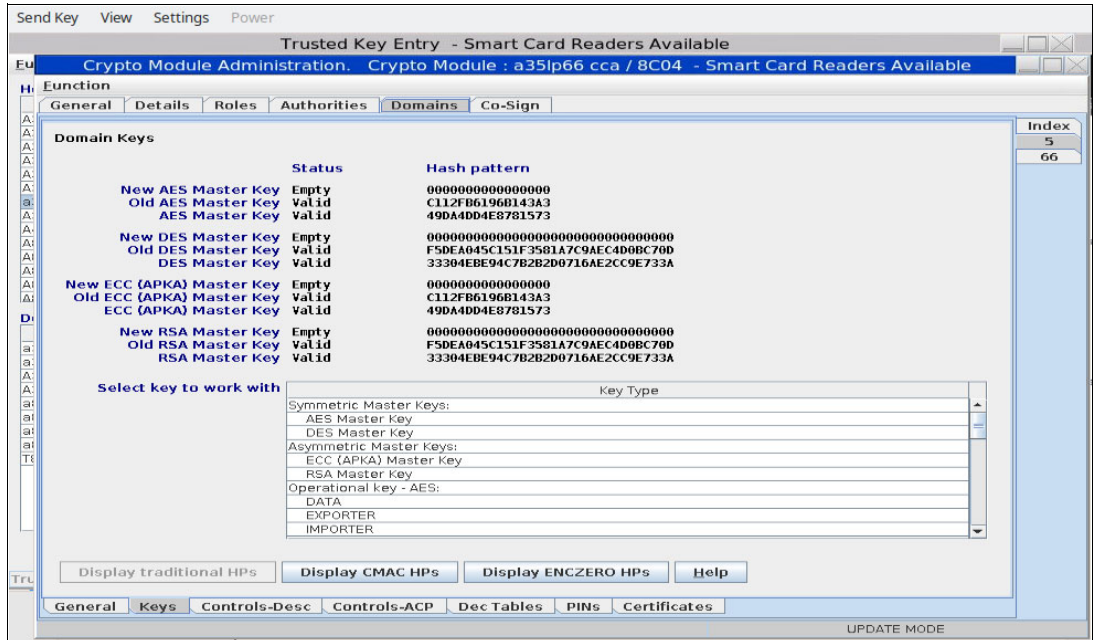 Send Key View Settings Power
Trusted Key Entry - Smart Card Readers Available
Crypto Module Administration. Crypto Module : a35lp66 cca / 8C04 - Smart Card Readers Available
Function
General Details Roles Authorities Domains Co-Sign
Index
5
66
Domain Keys
Status Hash pattern
New AES Master Key Empty 0000000000000000
Old AES Master Key Valid C112FB6196B143A3
AES Master Key Valid 49DA4DD4E8781573
New DES Master Key Empty 00000000000000000000000000000000
Old DES Master Key Valid F5DEA045C151F3581A7C9AEC4D0BC70D
DES Master Key Valid 33304EBE94C7B2B2D0716AE2CC9E733A
New ECC (APKA) Master Key Empty 0000000000000000
Old ECC (APKA) Master Key Valid C112FB6196B143A3
ECC (APKA) Master Key Valid 49DA4DD4E8781573
New RSA Master Key Empty 00000000000000000000000000000000
Old RSA Master Key Valid F5DEA045C151F3581A7C9AEC4D0BC70D
RSA Master Key Valid 33304EBE94C7B2B2D0716AE2CC9E733A
Select key to work with
Key Type
Symmetric Master Keys:
AES Master Key
DES Master Key
Asymmetric Master Keys:
ECC (APKA) Master Key
RSA Master Key
Operational key - AES:
DATA
EXPORTER
IMPORTER
Display traditional HPs Display CMAC HPs Display ENCZERO HPs Help
General Keys Controls-Desc Controls-ACP Dec Tables PINs Certificates
UPDATE MODE